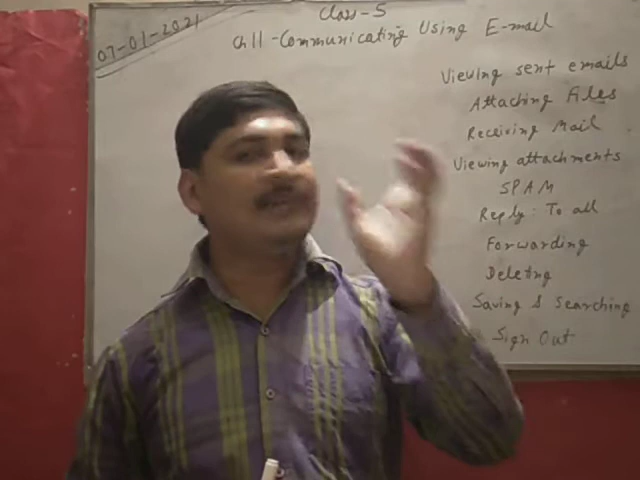 07-01-2021
Class-5
Ch11-Communicating Using E-mail
Viewing sent emails
Attaching Files
Receiving Mail
Viewing attachments
SPAM
Reply: To all
Forwarding
Deleting
Saving & Searching
Sign Out